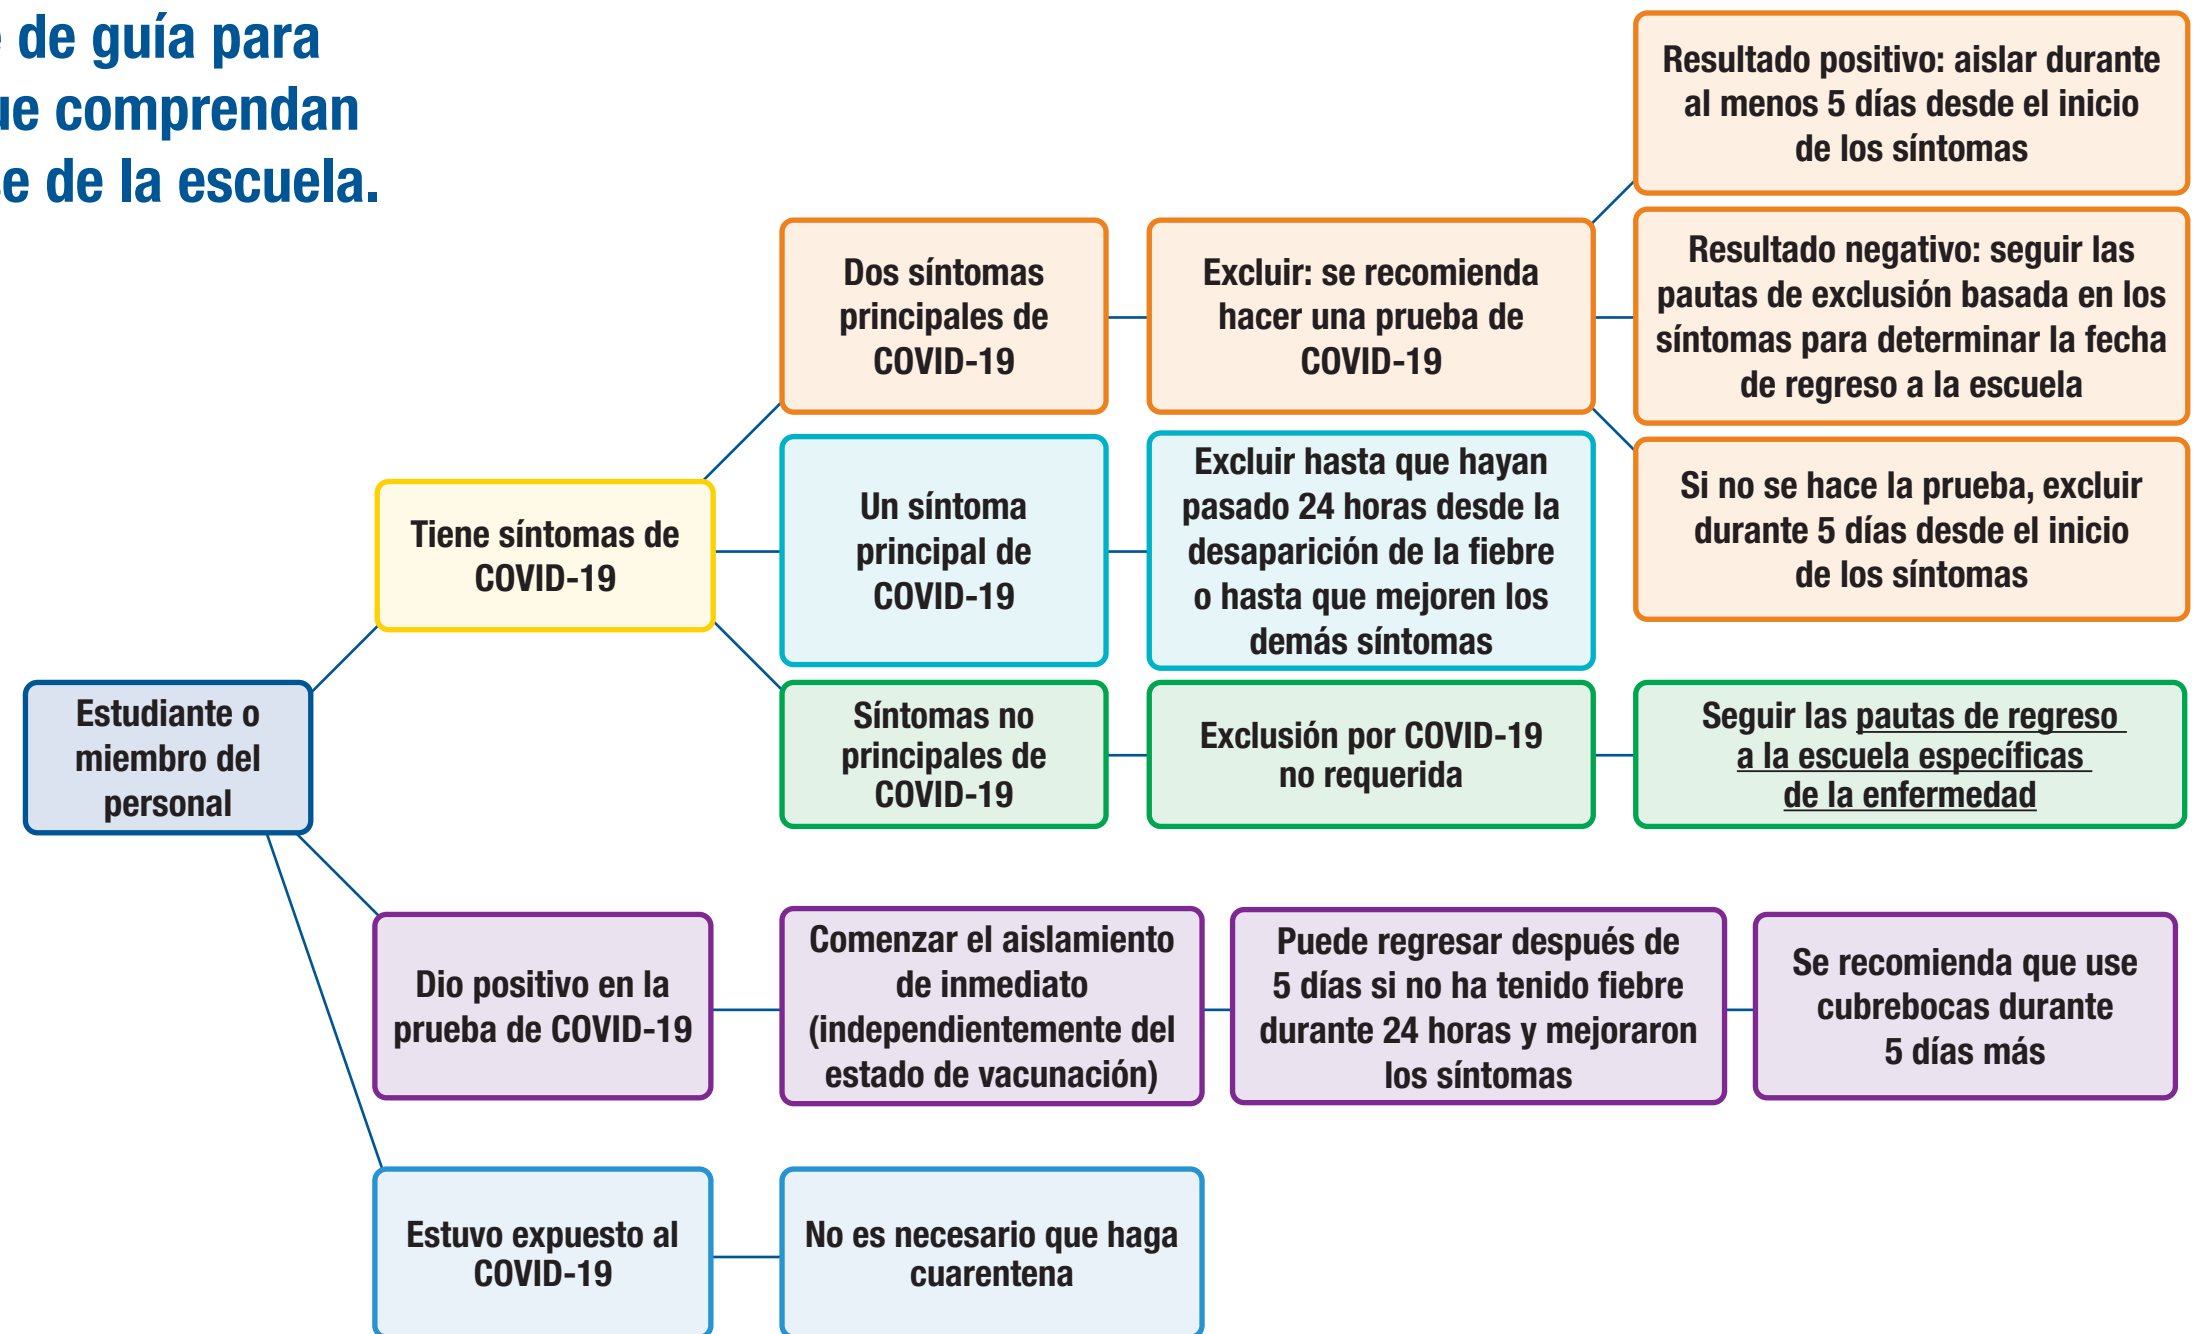 de guía para
que comprendan
de la escuela.
Resultado positivo: aislar durante
al menos 5 días desde el inicio
de los síntomas
Dos síntomas
principales de
COVID-19
Excluir: se recomienda
hacer una prueba de
COVID-19
Resultado negativo: seguir las
pautas de exclusión basada en los
síntomas para determinar la fecha
de regreso a la escuela
Si no se hace la prueba, excluir
durante 5 días desde el inicio
de los síntomas
Tiene síntomas de
COVID-19
Un síntoma
principal de
COVID-19
Excluir hasta que hayan
pasado 24 horas desde la
desaparición de la fiebre
o hasta que mejoren los
demás síntomas
Estudiante o
miembro del
personal
Síntomas no
principales de
COVID-19
Exclusión por COVID-19
no requerida
Seguir las pautas de regreso
a la escuela específicas
de la enfermedad
Dio positivo en la
prueba de COVID-19
Comenzar el aislamiento
de inmediato
(independientemente del
estado de vacunación)
Puede regresar después de
5 días si no ha tenido fiebre
durante 24 horas y mejoraron
los síntomas
Se recomienda que use
cubrebocas durante
5 días más
Estuvo expuesto al
COVID-19
No es necesario que haga
cuarentena